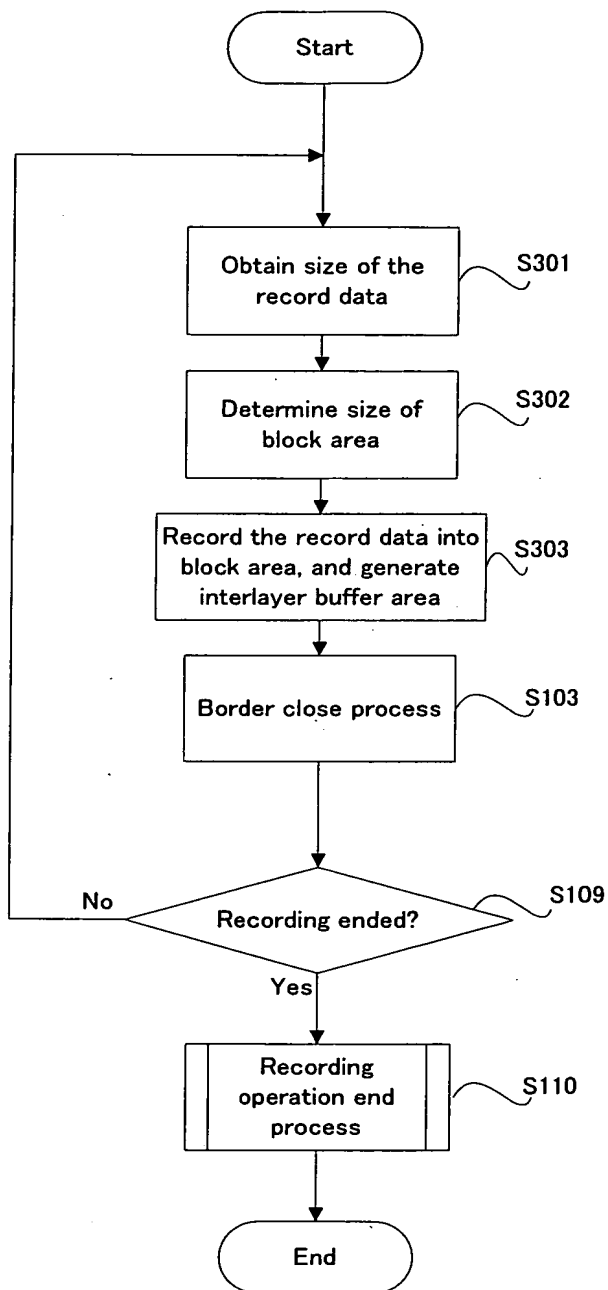 Start
Obtain size of the
record data
S301
Determine size of
block area
S302
Record the record data into
block area, and generate
interlayer buffer area
S303
Border close process
S103
No
Recording ended?
S109
Yes
Recording
operation end
process
S110
End